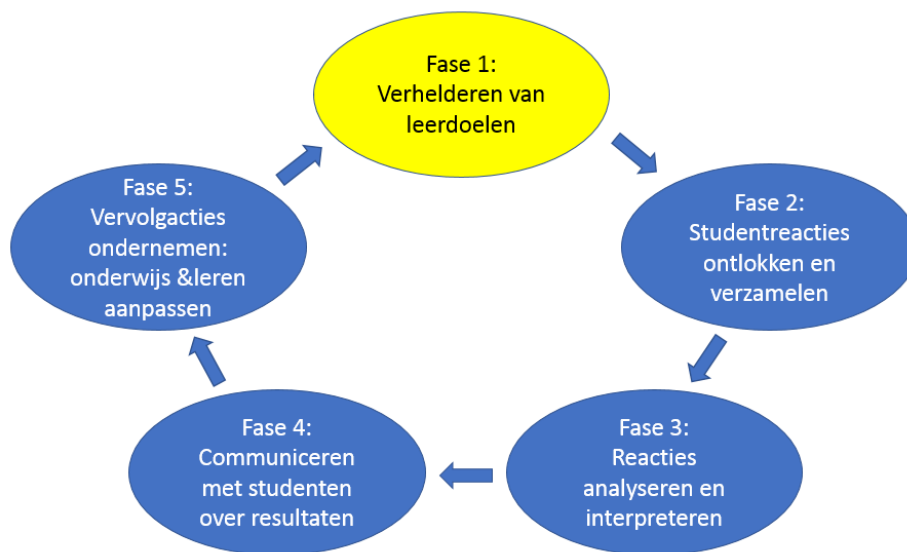 Fase 1:
Verhelderen van
leerdoelen
Fase 2:
Studentreacties
ontlokken en
verzamelen
Fase 3:
Reacties
analyseren en
interpreteren
Fase 4:
Communiceren
met studenten
over resultaten
Fase 5:
Vervolgacties
ondernemen:
onderwijs &leren
aanpassen